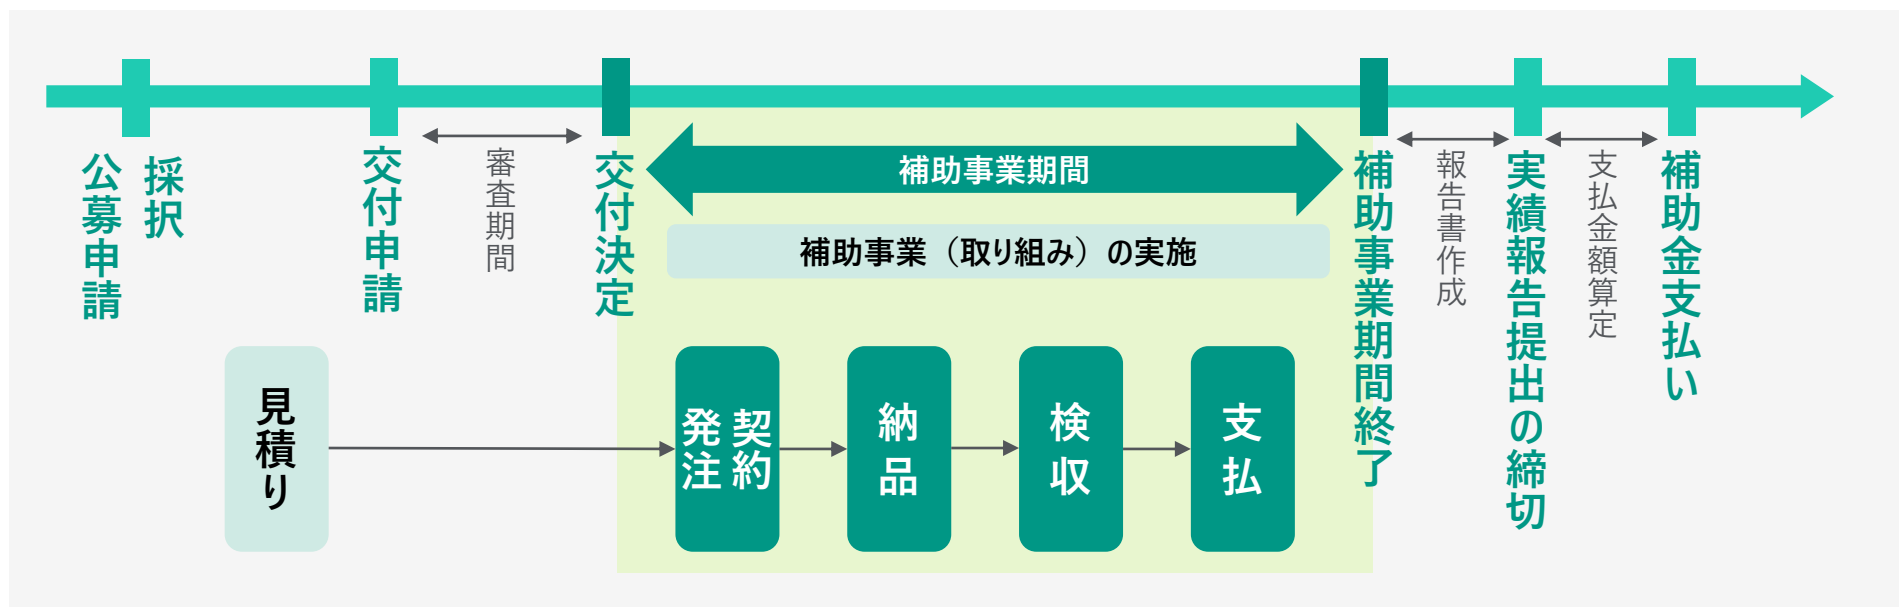 公募申請
採択
交付申請
審査期間
交付決定
補助事業期間
補助事業（取り組み）の実施
補助事業期間終了
報告書作成
実績報告提出の締切
支払金額算定
補助金支払い
見積り
発注
契約
納品
検収
支払